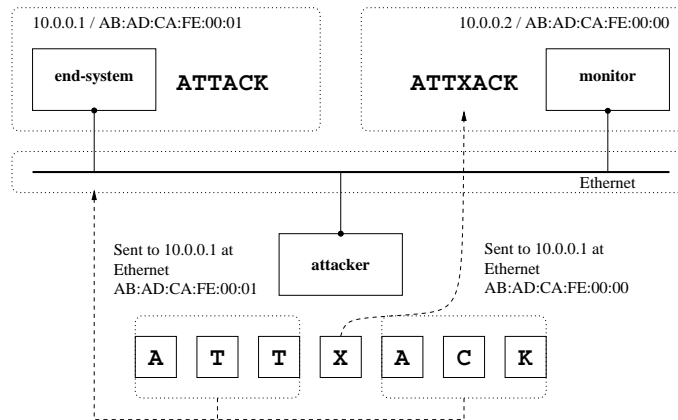 10.0.0.1 / AB:AD:CA:FE:00:01
10.0.0.2 / AB:AD:CA:FE:00:00
end-system
ATTACK
ATTXACK
monitor
Ethernet
Sent to 10.0.0.1 at
Ethernet
AB:AD:CA:FE:00:01
attacker
Sent to 10.0.0.1 at
Ethernet
AB:AD:CA:FE:00:00
A T T X A C K